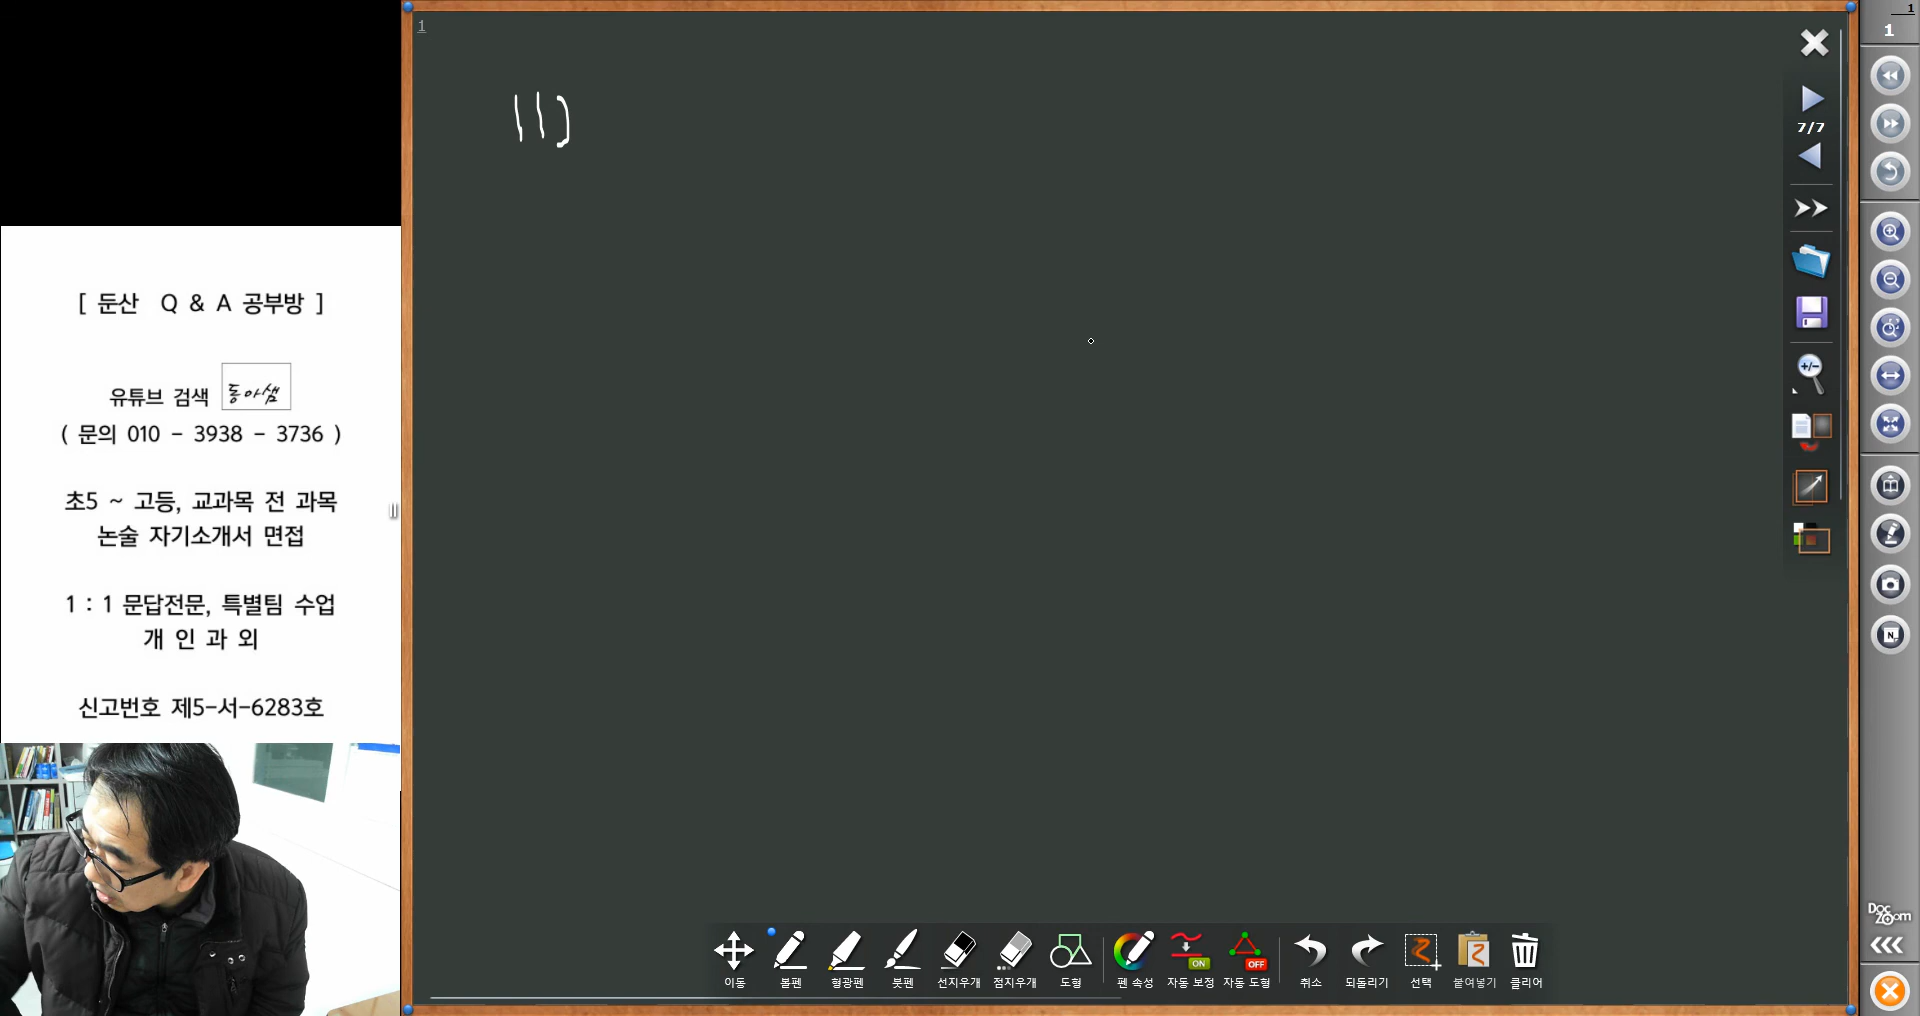 [ 둔산 Q & A 공부방 ]
유튜브 검색 동아샘
( 문의 010 - 3938 - 3736 )
초5 ~ 고등, 교과목 전 과목
논술 자기소개서 면접
1 : 1 문답전문, 특별팀 수업
개 인 과 외
신고번호 제5-서-6283호
1
11)
7/7
+/-
이동
볼펜
형광펜
붓펜
선지우개
점지우개
도형
펜 속성
ON
자동 보정
OFF
자동 도형
취소
되돌리기
선택
붙여넣기
클리어
1
1
N
Doc Zoom